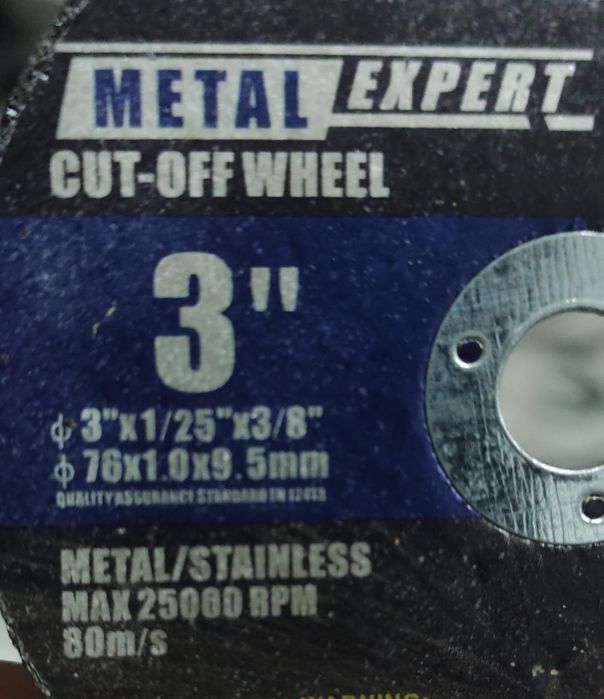 METAL EXPERT
CUT-OFF WHEEL
3"
ϕ 3"x1/25"x3/8"
ϕ 76x1.0x9.5mm
QUALITY ASSURANCE STANDARD EN 12413
METAL/STAINLESS
MAX 25000 RPM
80m/s
WARNING